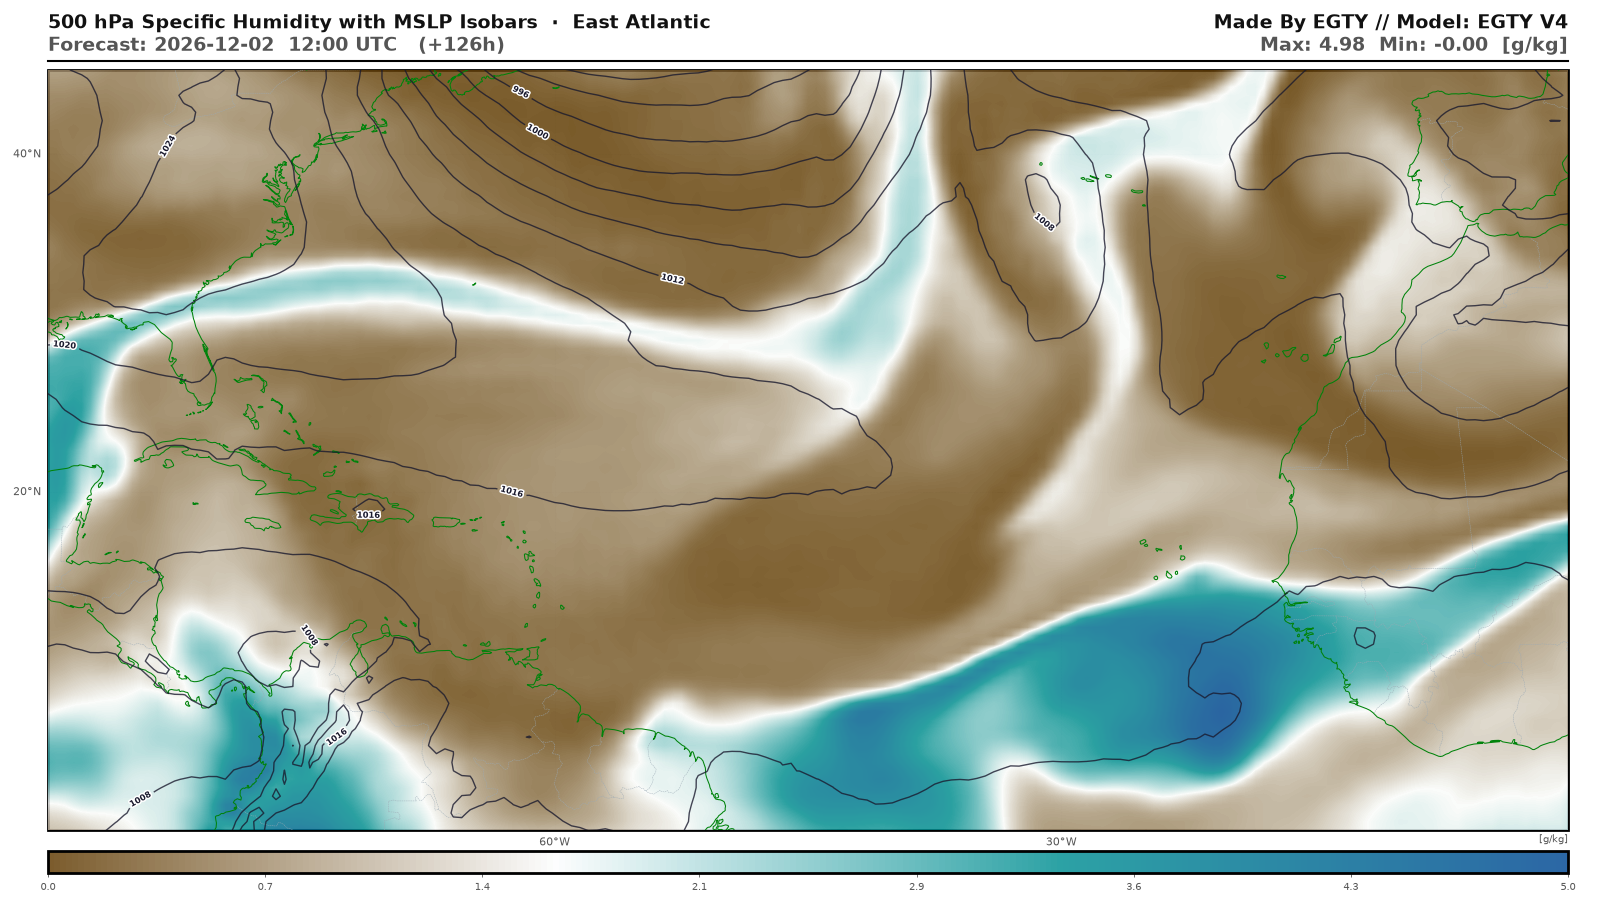 500 hPa Specific Humidity with MSLP Isobars · East Atlantic
Made By EGTY // Model: EGTY V4
Forecast: 2026-12-02 12:00 UTC (+126h)
Max: 4.98 Min: -0.00 [g/kg]
996
1000
1024
40°N
1008
1012
1020
20°N
1016
1016
1008
1016
1008
60°W
30°W
[g/kg]
0.0 0.7 1.4 2.1 2.9 3.6 4.3 5.0